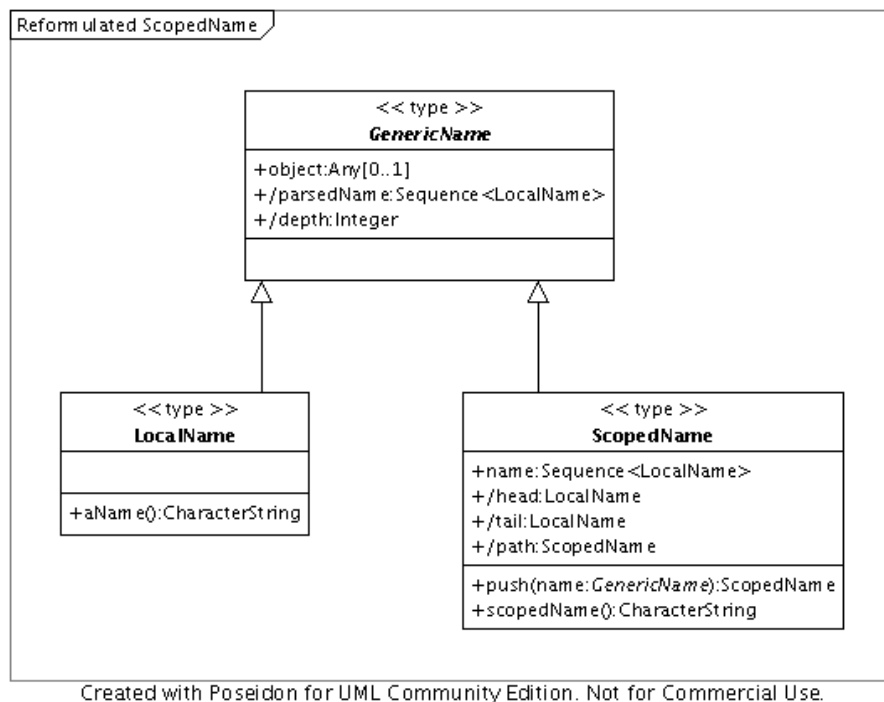 Reformulated ScopedName
<< type >>
GenericName
+object:Any[0..1]
+/parsedName:Sequence<LocalName>
+/depth:Integer
<< type >>
LocalName
+aName():CharacterString
<< type >>
ScopedName
+name:Sequence<LocalName>
+/head:LocalName
+/tail:LocalName
+/path:ScopedName
+push(name:GenericName):ScopedName
+scopedName():CharacterString
Created with Poseidon for UML Community Edition. Not for Commercial Use.